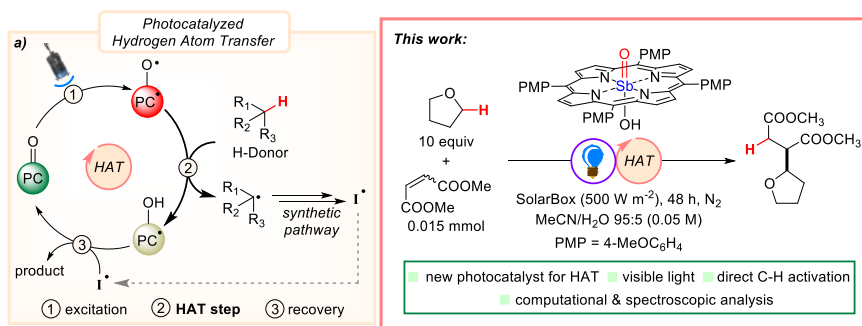 Photocatalyzed
Hydrogen Atom Transfer
a)
O•
PC•
1
R1
H
R2
R3
H-Donor
O
PC
HAT
2
R1
R2
R3
•
synthetic
pathway
I•
OH
PC•
3
product
I•
1 excitation 2 HAT step 3 recovery
This work:
O
PMP
PMP
N
N
Sb
N
N
PMP
PMP
OH
O
H
10 equiv
+
COOMe
COOMe
0.015 mmol
HAT
SolarBox (500 W m-2), 48 h, N2
MeCN/H2O 95:5 (0.05 M)
PMP = 4-MeOC6H4
COOCH3
H
COOCH3
O
new photocatalyst for HAT visible light direct C-H activation
computational & spectroscopic analysis